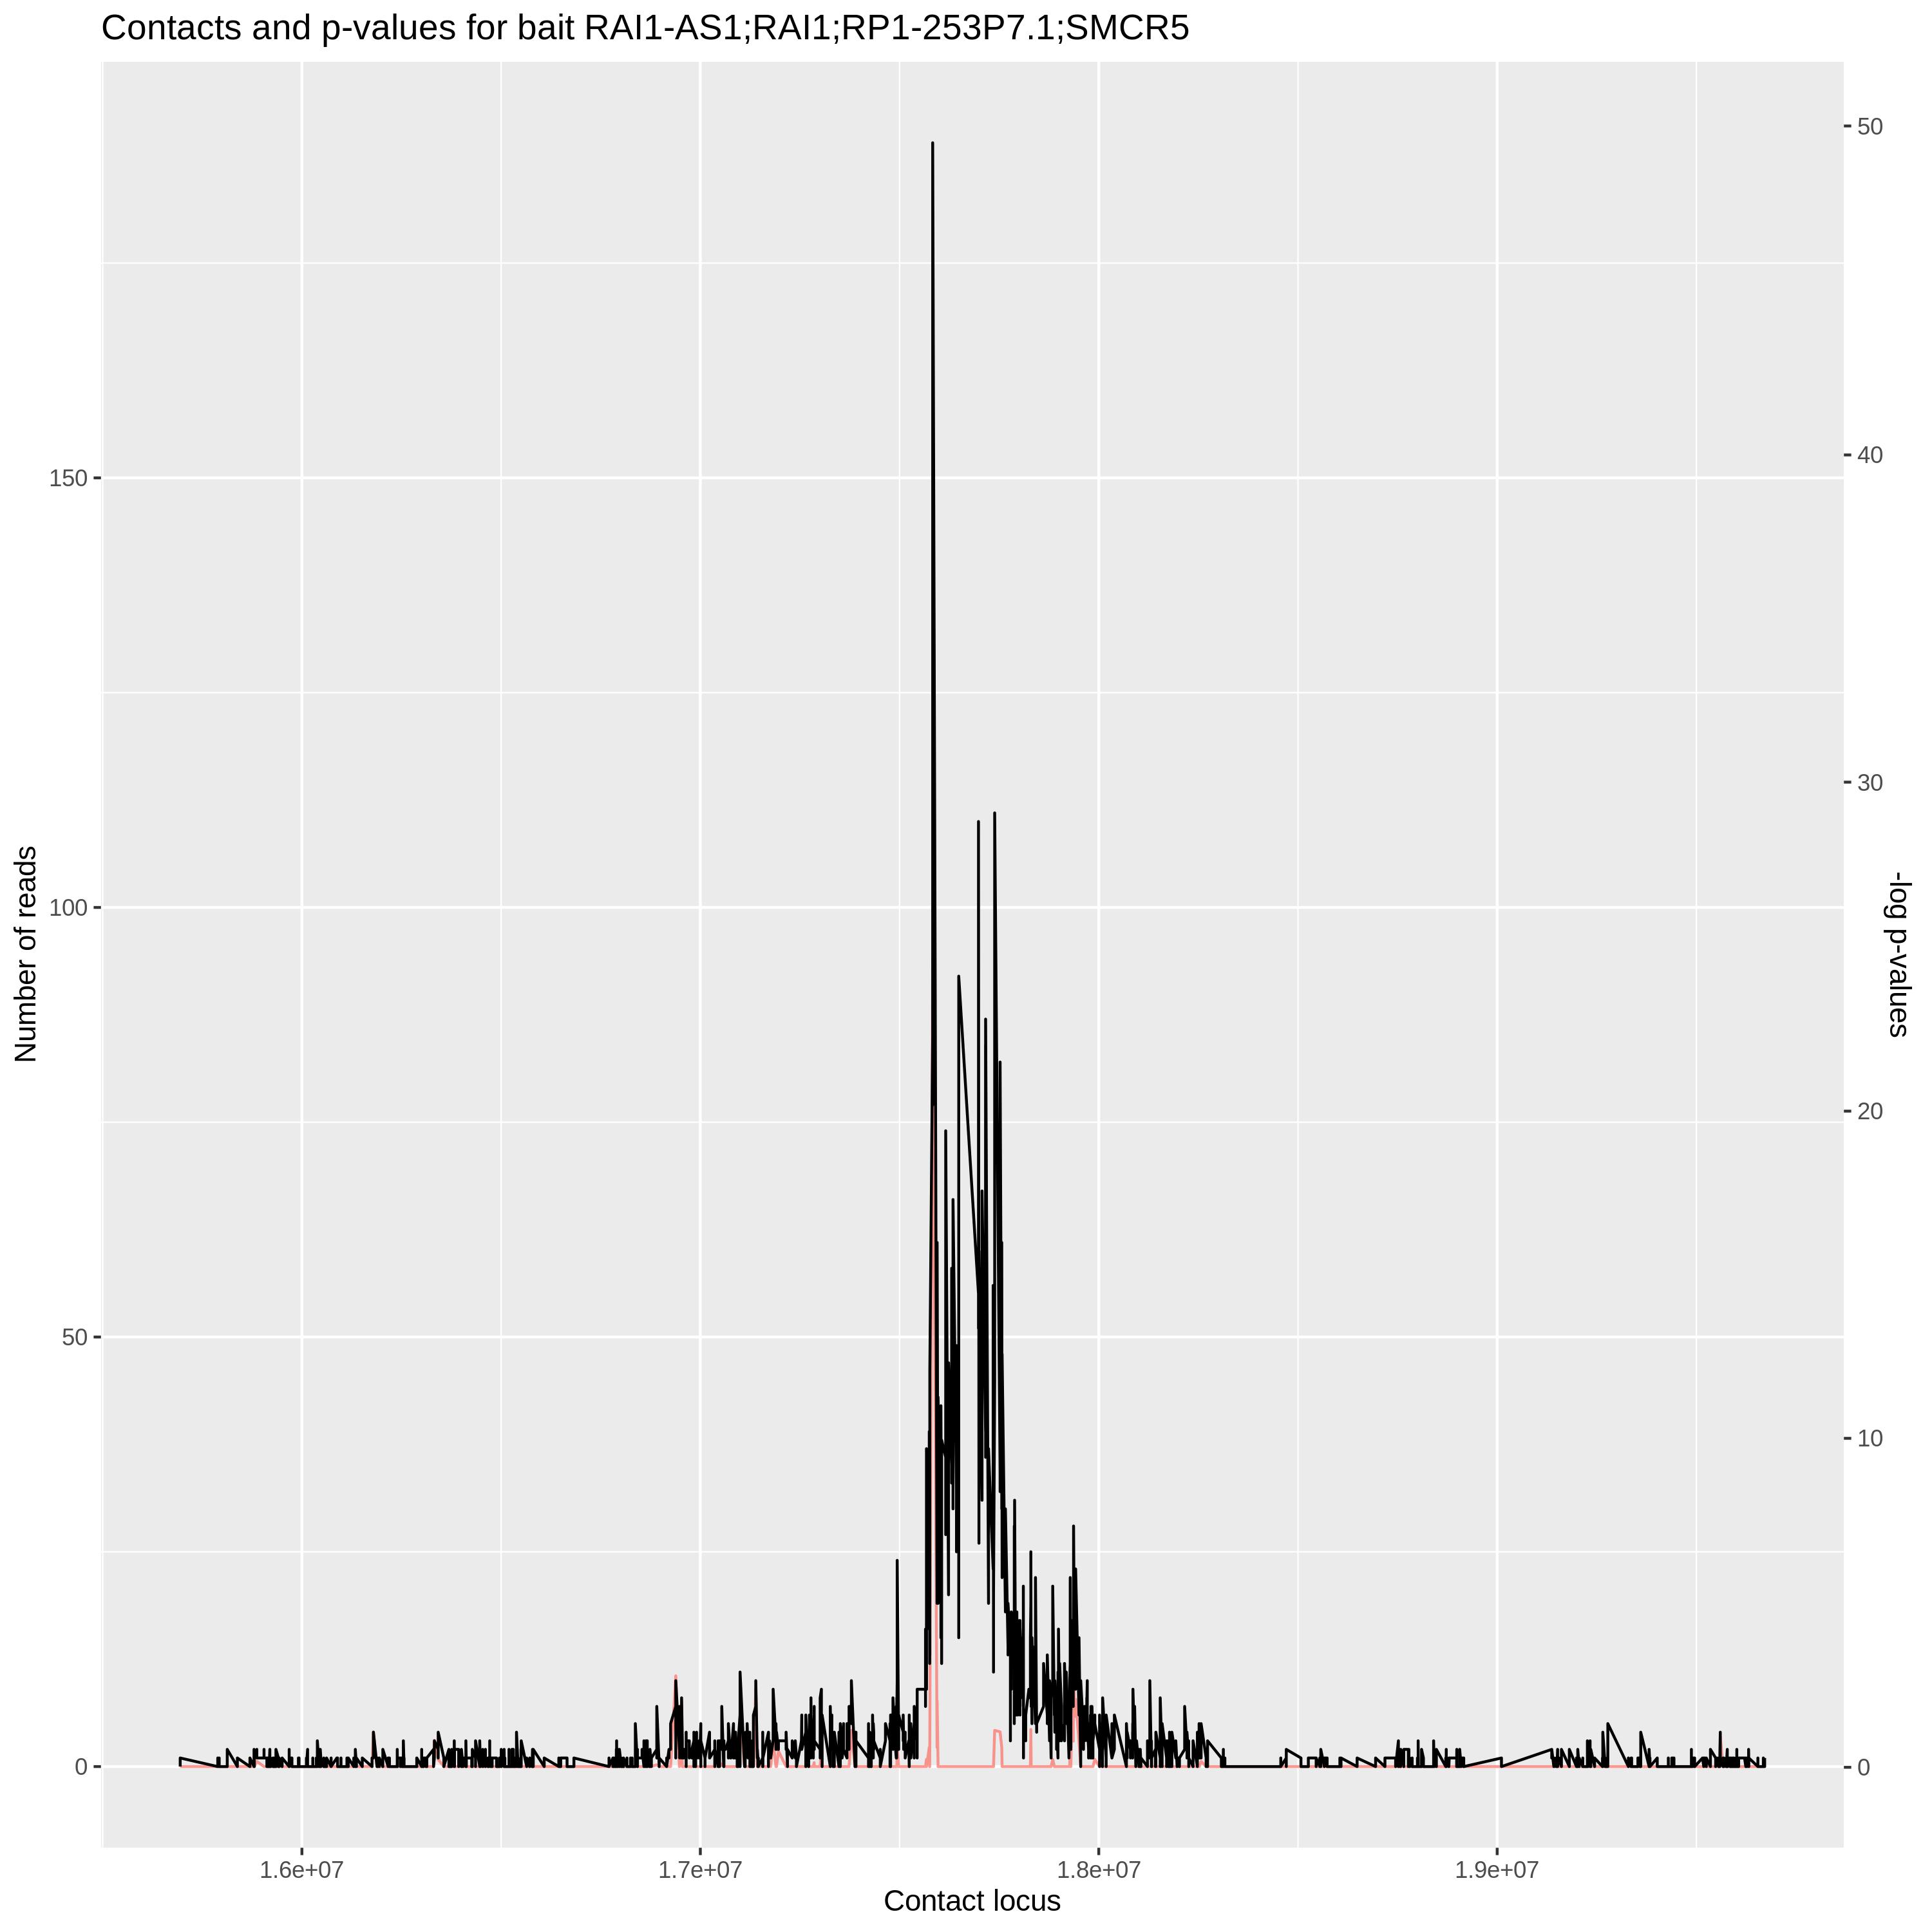 Contacts and p-values for bait RAI1-AS1;RAI1;RP1-253P7.1;SMCR5
50
40
150
30
Number of reads
100
-log p-values
20
50
10
0
0
1.6e+07
1.7e+07
1.8e+07
1.9e+07
Contact locus